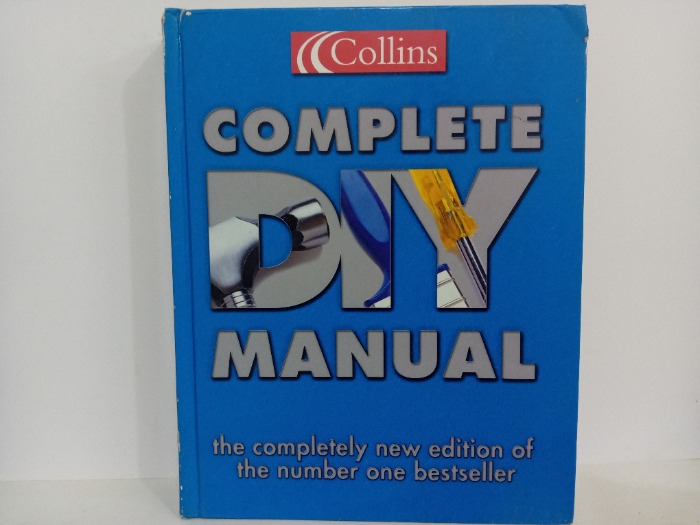 Collins
COMPLETE
DIY
MANUAL
the completely new edition of
the number one bestseller